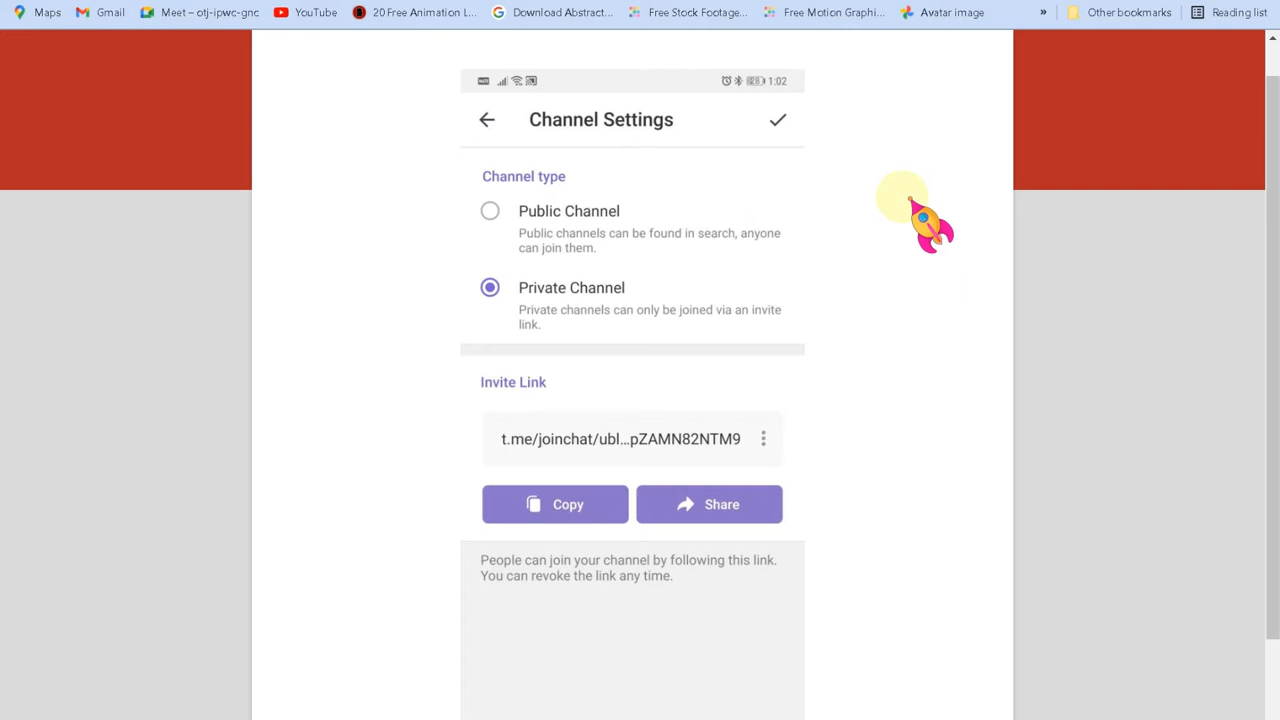 Maps Gmail Meet – otj-ipwc-gnc YouTube 20 Free Animation L... Download Abstract... Free Stock Footage... Free Motion Graphi... Avatar image » Other bookmarks Reading list
1:02
Channel Settings
Channel type
Public Channel
Public channels can be found in search, anyone
can join them.
Private Channel
Private channels can only be joined via an invite
link.
Invite Link
t.me/joinchat/ubl...pZAMN82NTM9
Copy Share
People can join your channel by following this link.
You can revoke the link any time.